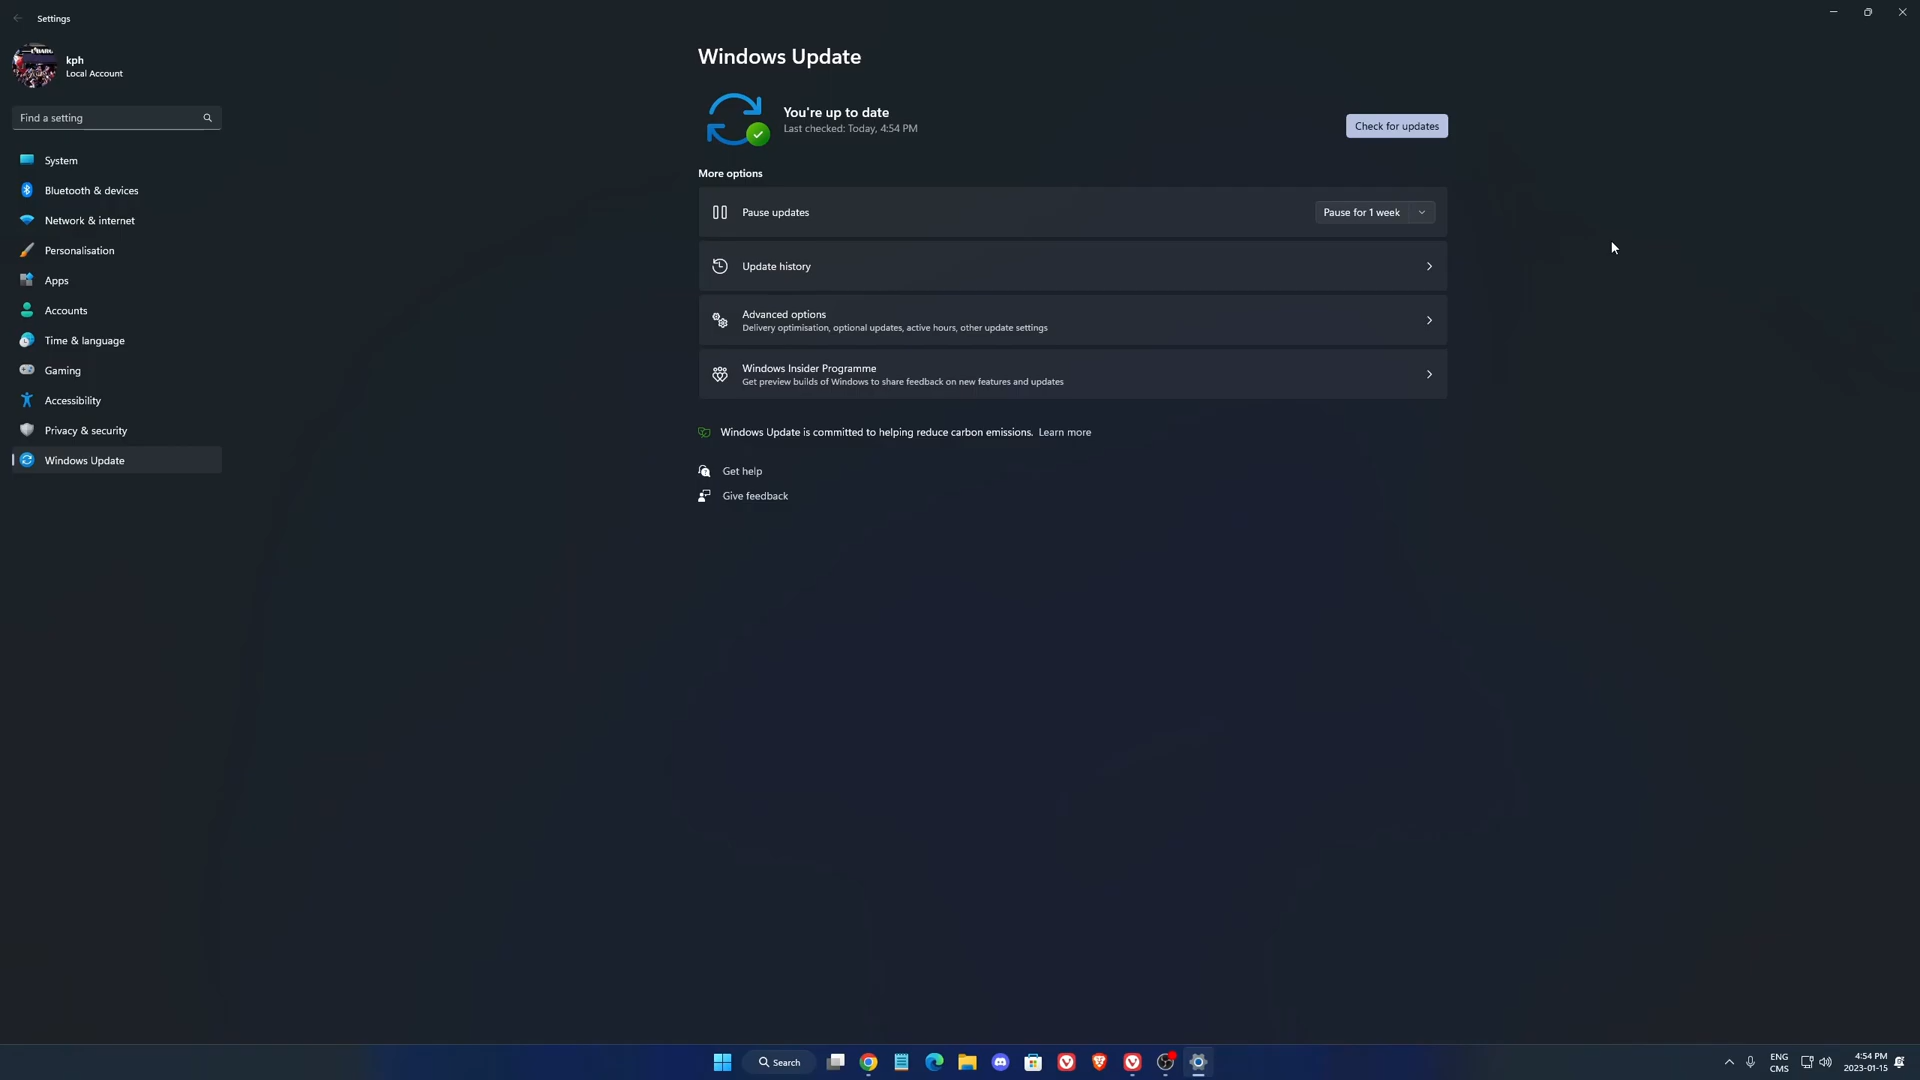 Settings
kph
Local Account
Find a setting
System
Bluetooth & devices
Network & internet
Personalisation
Apps
Accounts
Time & language
Gaming
Accessibility
Privacy & security
Windows Update
Windows Update
You're up to date
Last checked: Today, 4:54 PM
Check for updates
More options
Pause updates
Pause for 1 week
Update history
Advanced options
Delivery optimisation, optional updates, active hours, other update settings
Windows Insider Programme
Get preview builds of Windows to share feedback on new features and updates
Windows Update is committed to helping reduce carbon emissions. Learn more
Get help
Give feedback
Search
ENG
CMS
4:54 PM
2023-01-15